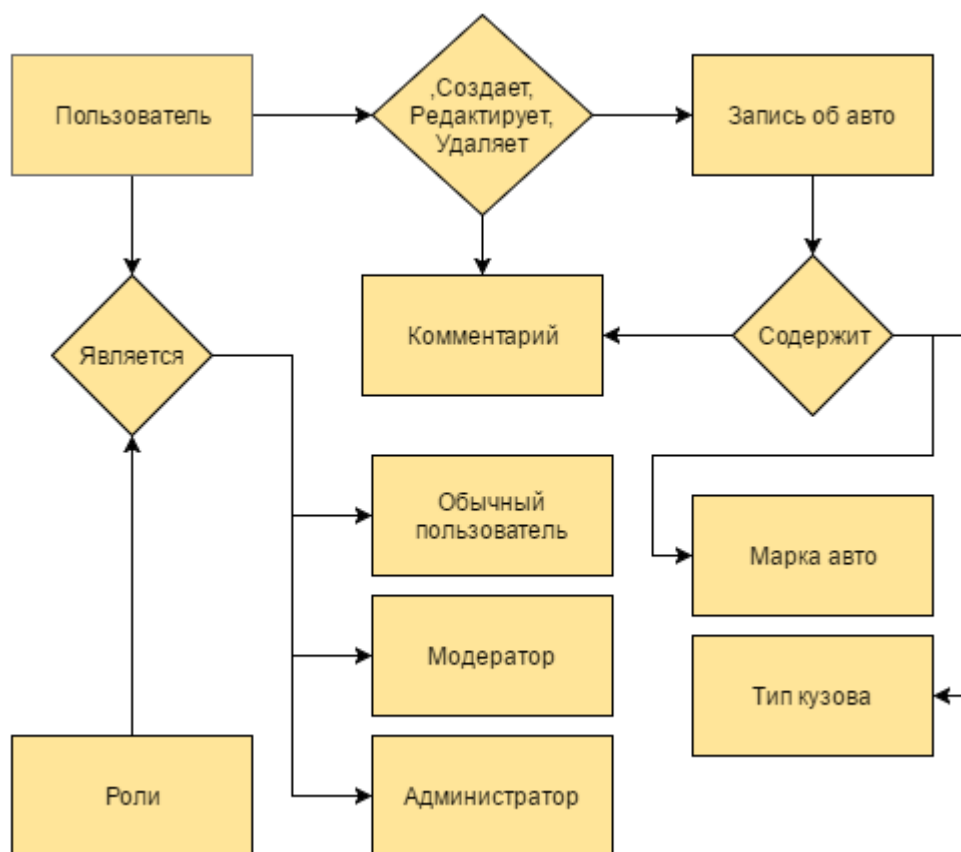 Пользователь
,Создает,
Редактирует,
Удаляет
Запись об авто
Является
Комментарий
Содержит
Обычный
пользователь
Марка авто
Модератор
Тип кузова
Роли
Администратор